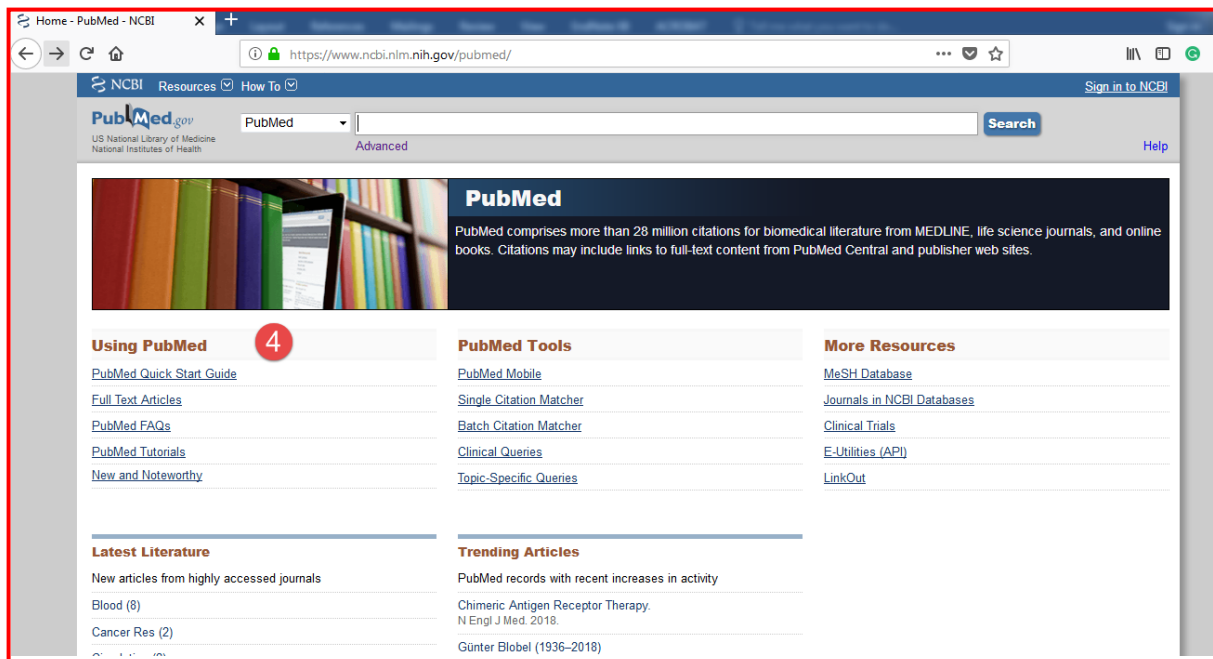 Home - PubMed - NCBI
https://www.ncbi.nlm.nih.gov/pubmed/
NCBI Resources How To Sign in to NCBI
PubMed.gov
US National Library of Medicine
National Institutes of Health
PubMed
Search
Advanced
Help
PubMed
PubMed comprises more than 28 million citations for biomedical literature from MEDLINE, life science journals, and online
books. Citations may include links to full-text content from PubMed Central and publisher web sites.
Using PubMed
4
PubMed Quick Start Guide
Full Text Articles
PubMed FAQs
PubMed Tutorials
New and Noteworthy
PubMed Tools
PubMed Mobile
Single Citation Matcher
Batch Citation Matcher
Clinical Queries
Topic-Specific Queries
More Resources
MeSH Database
Journals in NCBI Databases
Clinical Trials
E-Utilities (API)
LinkOut
Latest Literature
New articles from highly accessed journals
Blood (8)
Cancer Res (2)
Trending Articles
PubMed records with recent increases in activity
Chimeric Antigen Receptor Therapy.
N Engl J Med. 2018.
Günter Blobel (1936–2018)